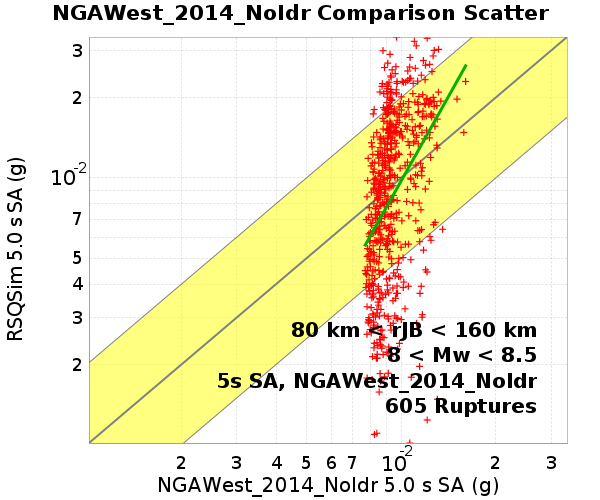 NGAWest_2014_NoIdr Comparison Scatter
3
2
10-2
7
5
4
3
2
RSQSim 5.0 s SA (g)
80 km < rJB < 160 km
8 < Mw < 8.5
5s SA, NGAWest_2014_NoIdr
605 Ruptures
2 3 4 5 6 7 10-2 2 3
NGAWest_2014_NoIdr 5.0 s SA (g)